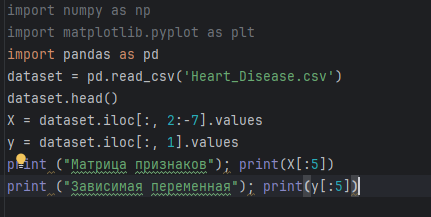 import numpy as np
import matplotlib.pyplot as plt
import pandas as pd
dataset = pd.read_csv('Heart_Disease.csv')
dataset.head()
X = dataset.iloc[:, 2:-7].values
y = dataset.iloc[:, 1].values
print ("Матрица признаков"); print(X[:5])
print ("Зависимая переменная"); print(y[:5])